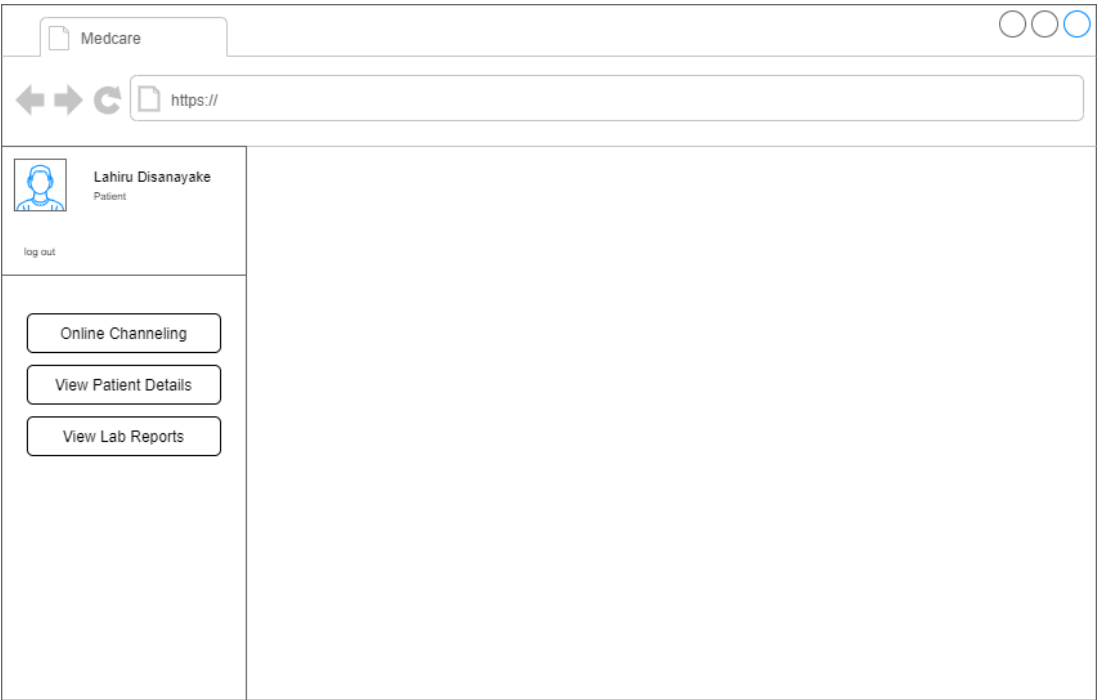 Medcare
https://
Lahiru Disanayake
Patient
log out
Online Channeling
View Patient Details
View Lab Reports